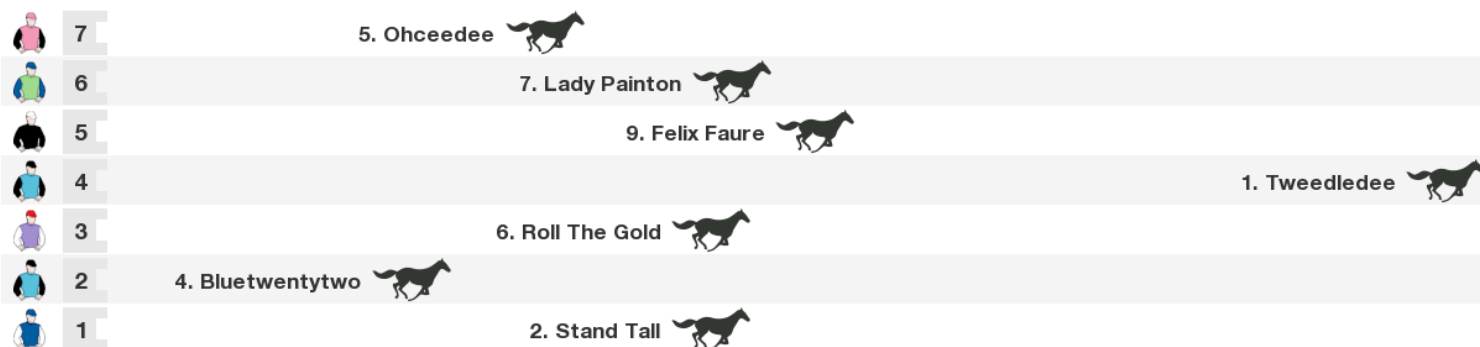 7 5. Ohceedee
6 7. Lady Painton
5 9. Felix Faure
4 1. Tweedledee
3 6. Roll The Gold
2 4. Bluetwentytwo
1 2. Stand Tall